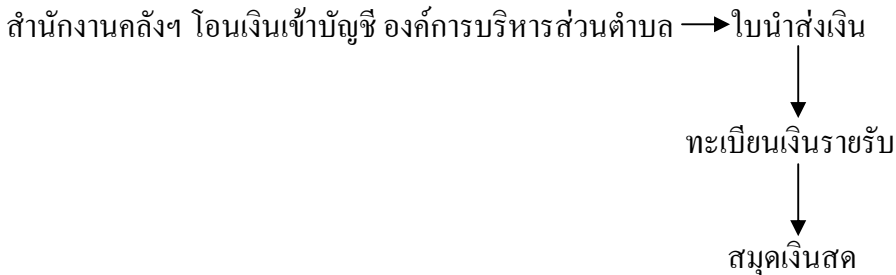 สำนักงานคลังฯ โอนเงินเข้าบัญชี องค์การบริหารส่วนตำบล ใบนำส่งเงิน
ทะเบียนเงินรายรับ
สมุดเงินสด